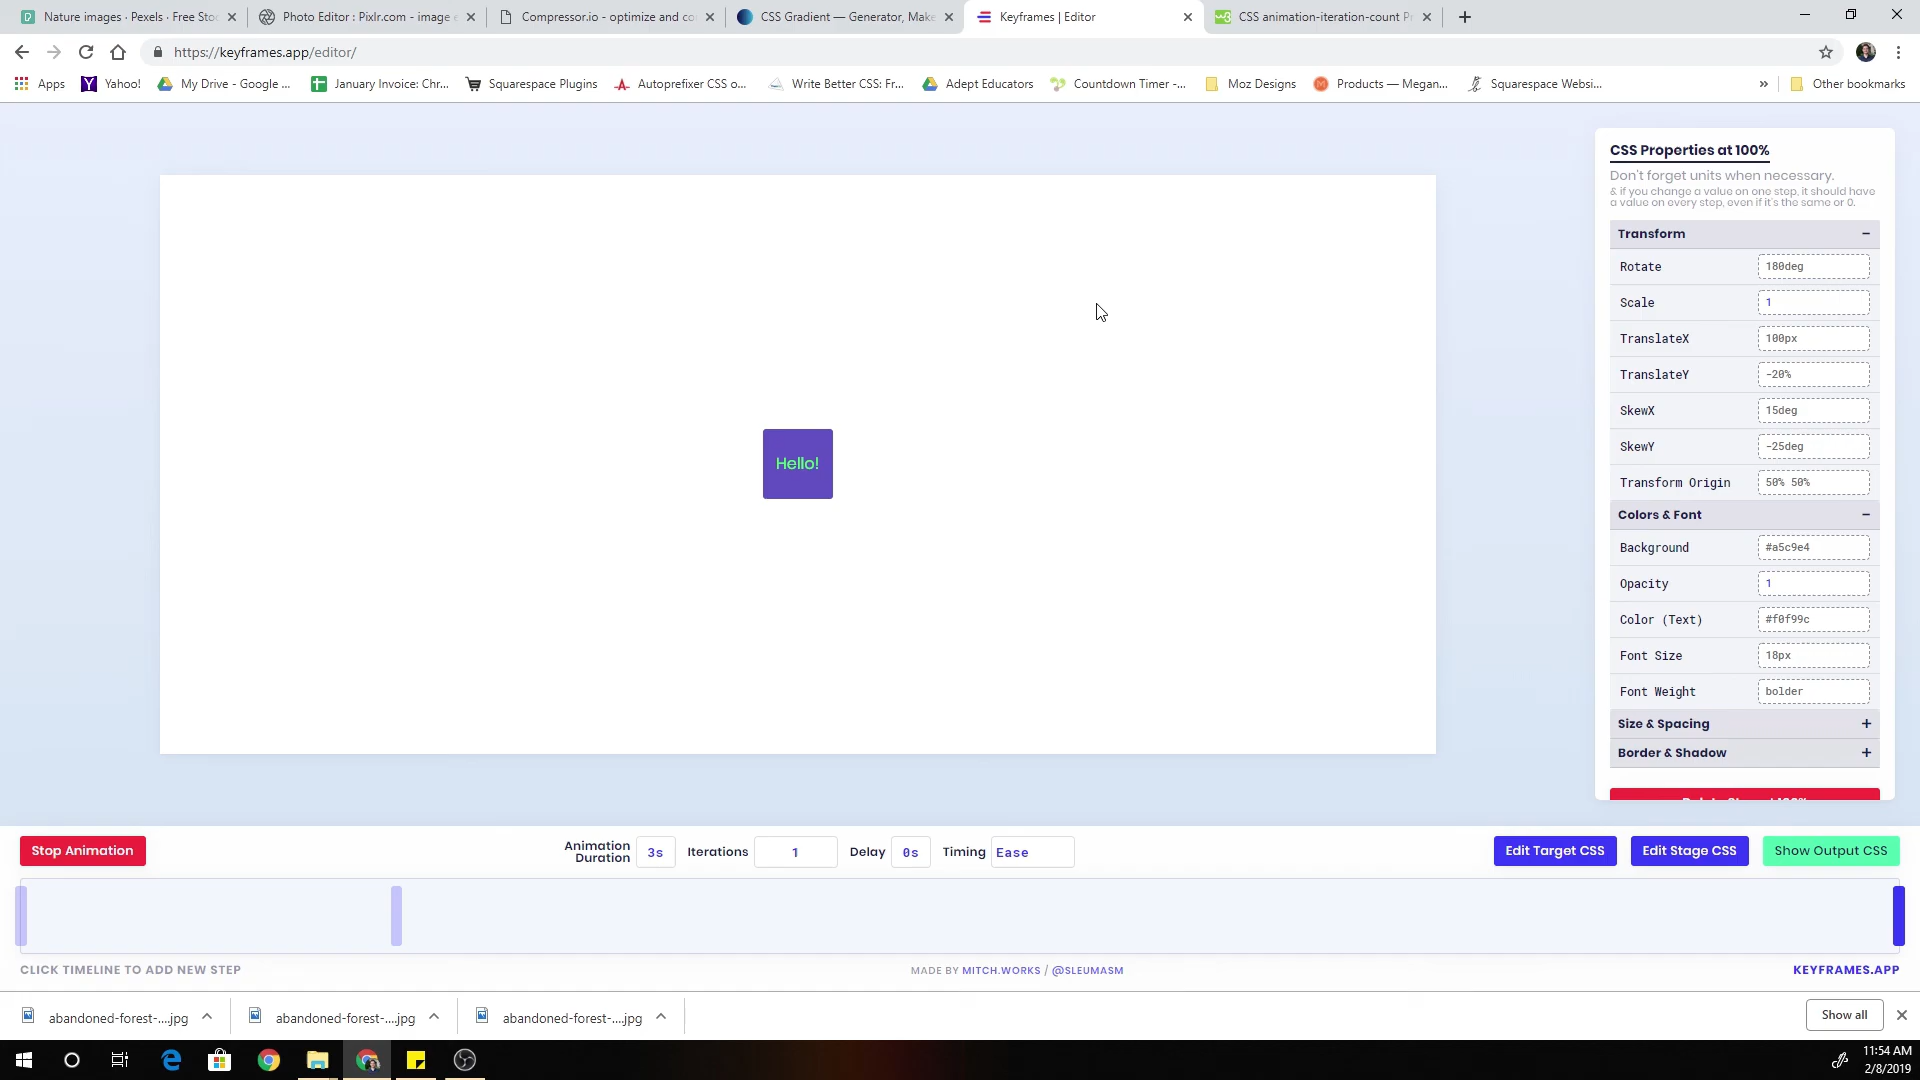 Nature images · Pexels · Free Sto
Photo Editor : Pixlr.com - image e
Compressor.io - optimize and co
CSS Gradient — Generator, Make
Keyframes | Editor
CSS animation-iteration-count P
https://keyframes.app/editor/
Apps
Yahoo!
My Drive - Google ...
January Invoice: Chr...
Squarespace Plugins
Autoprefixer CSS o...
Write Better CSS: Fr...
Adept Educators
Countdown Timer -...
Moz Designs
Products — Megan...
Squarespace Websi...
Other bookmarks
CSS Properties at 100%
Don't forget units when necessary.
& if you change a value on one step, it should have
a value on every step, even if it's the same or 0.
Transform
Rotate 180deg
Scale 1
TranslateX 100px
TranslateY -20%
SkewX 15deg
SkewY -25deg
Transform Origin 50% 50%
Colors & Font
Background #a5c9e4
Opacity 1
Color (Text) #f0f99c
Font Size 18px
Font Weight bolder
Size & Spacing
Border & Shadow
Hello!
Stop Animation
Animation
Duration 3s
Iterations 1
Delay 0s
Timing Ease
Edit Target CSS
Edit Stage CSS
Show Output CSS
CLICK TIMELINE TO ADD NEW STEP
MADE BY MITCH.WORKS / @SLEUMASM
KEYFRAMES.APP
abandoned-forest-....jpg
abandoned-forest-....jpg
abandoned-forest-....jpg
Show all
11:54 AM
2/8/2019